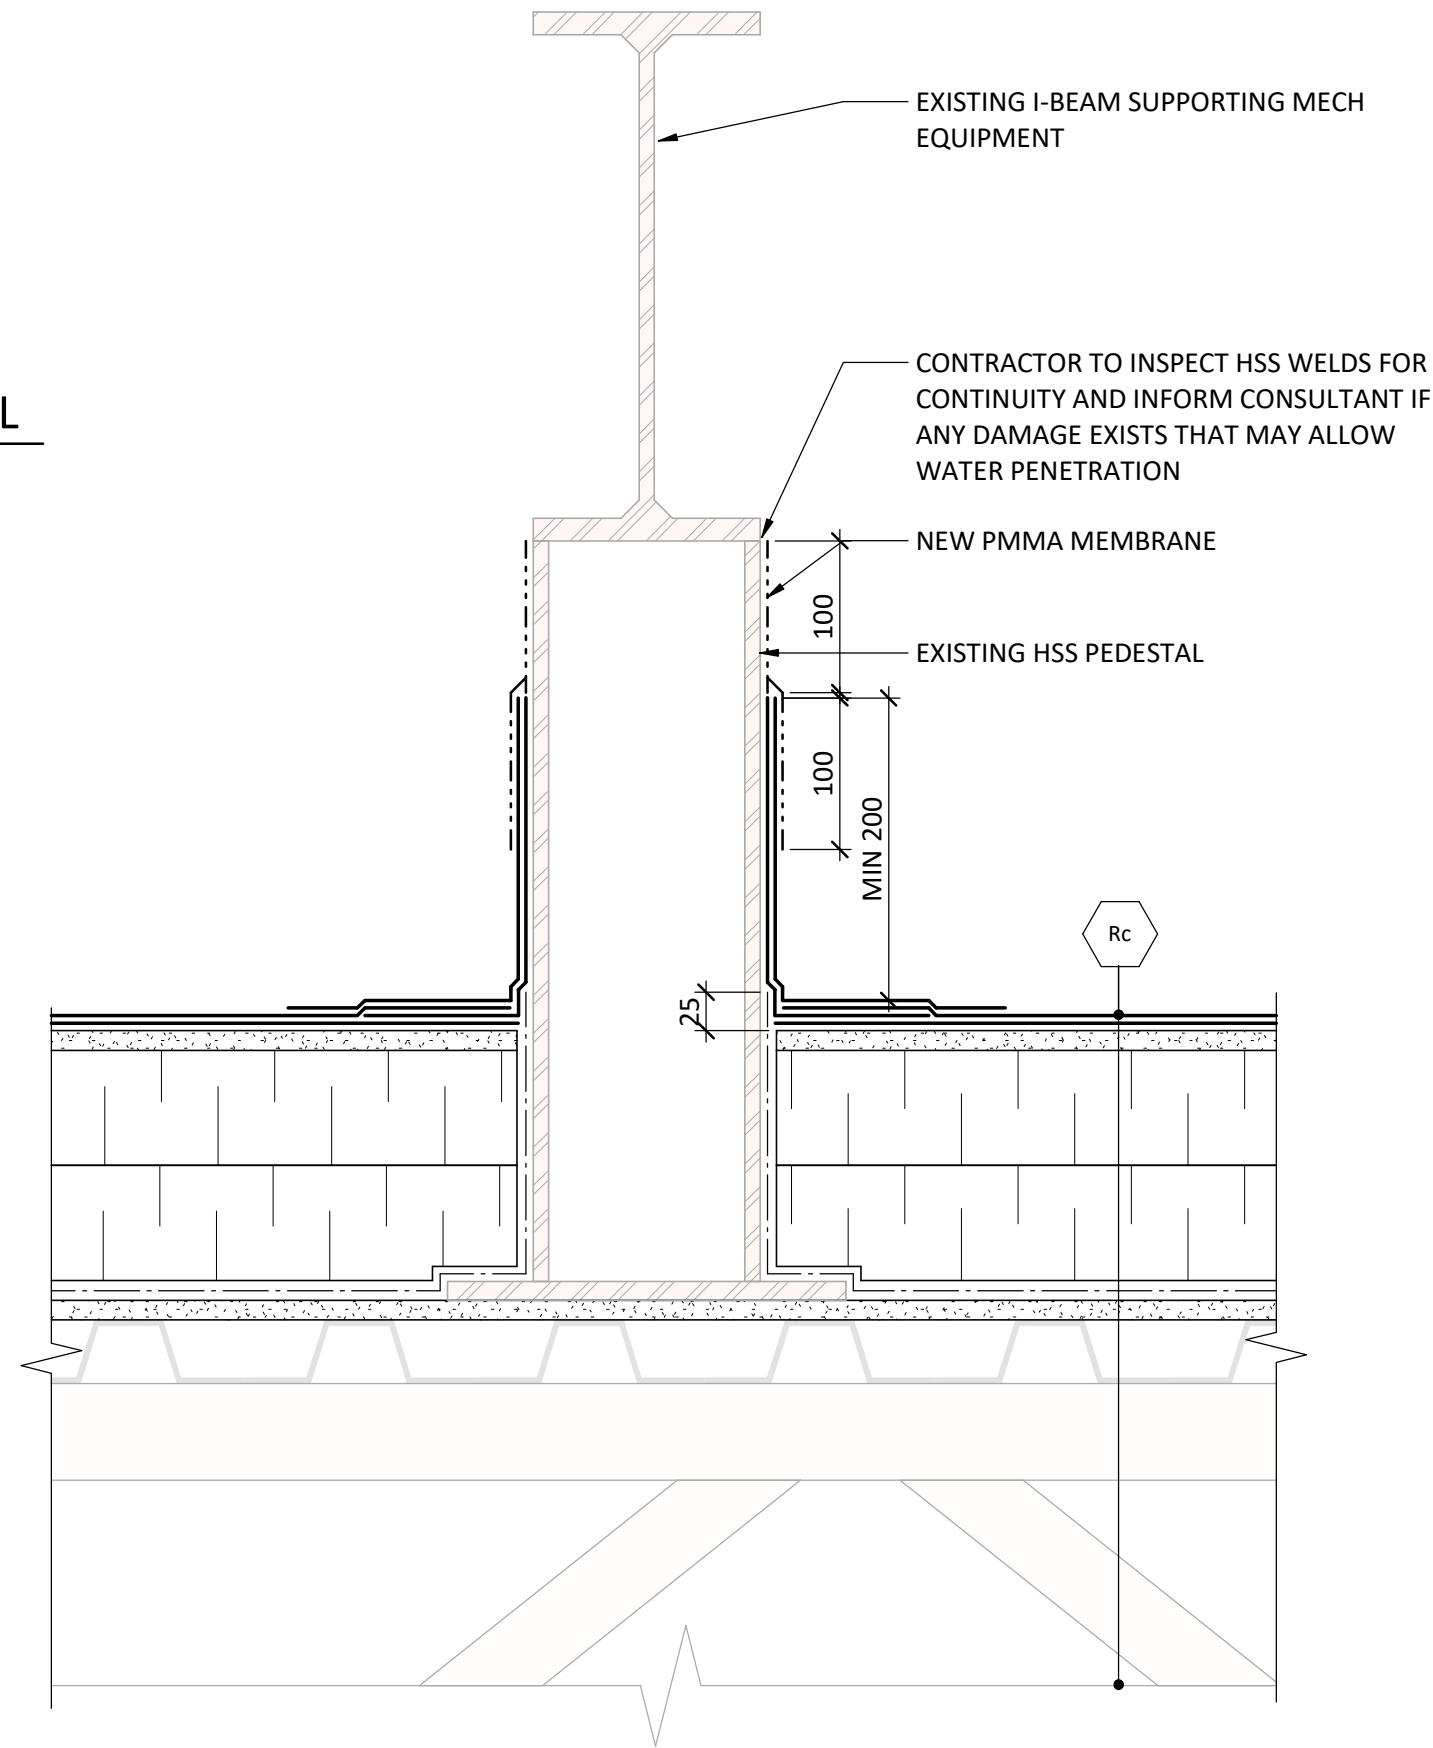 EXISTING I-BEAM SUPPORTING MECH
EQUIPMENT
CONTRACTOR TO INSPECT HSS WELDS FOR
L
CONTINUITY AND INFORM CONSULTANT IF
ANY DAMAGE EXISTS THAT MAY ALLOW
WATER PENETRATION
NEW PMMA MEMBRANE
100
EXISTING HSS PEDESTAL
100
MIN 200
Rc
25